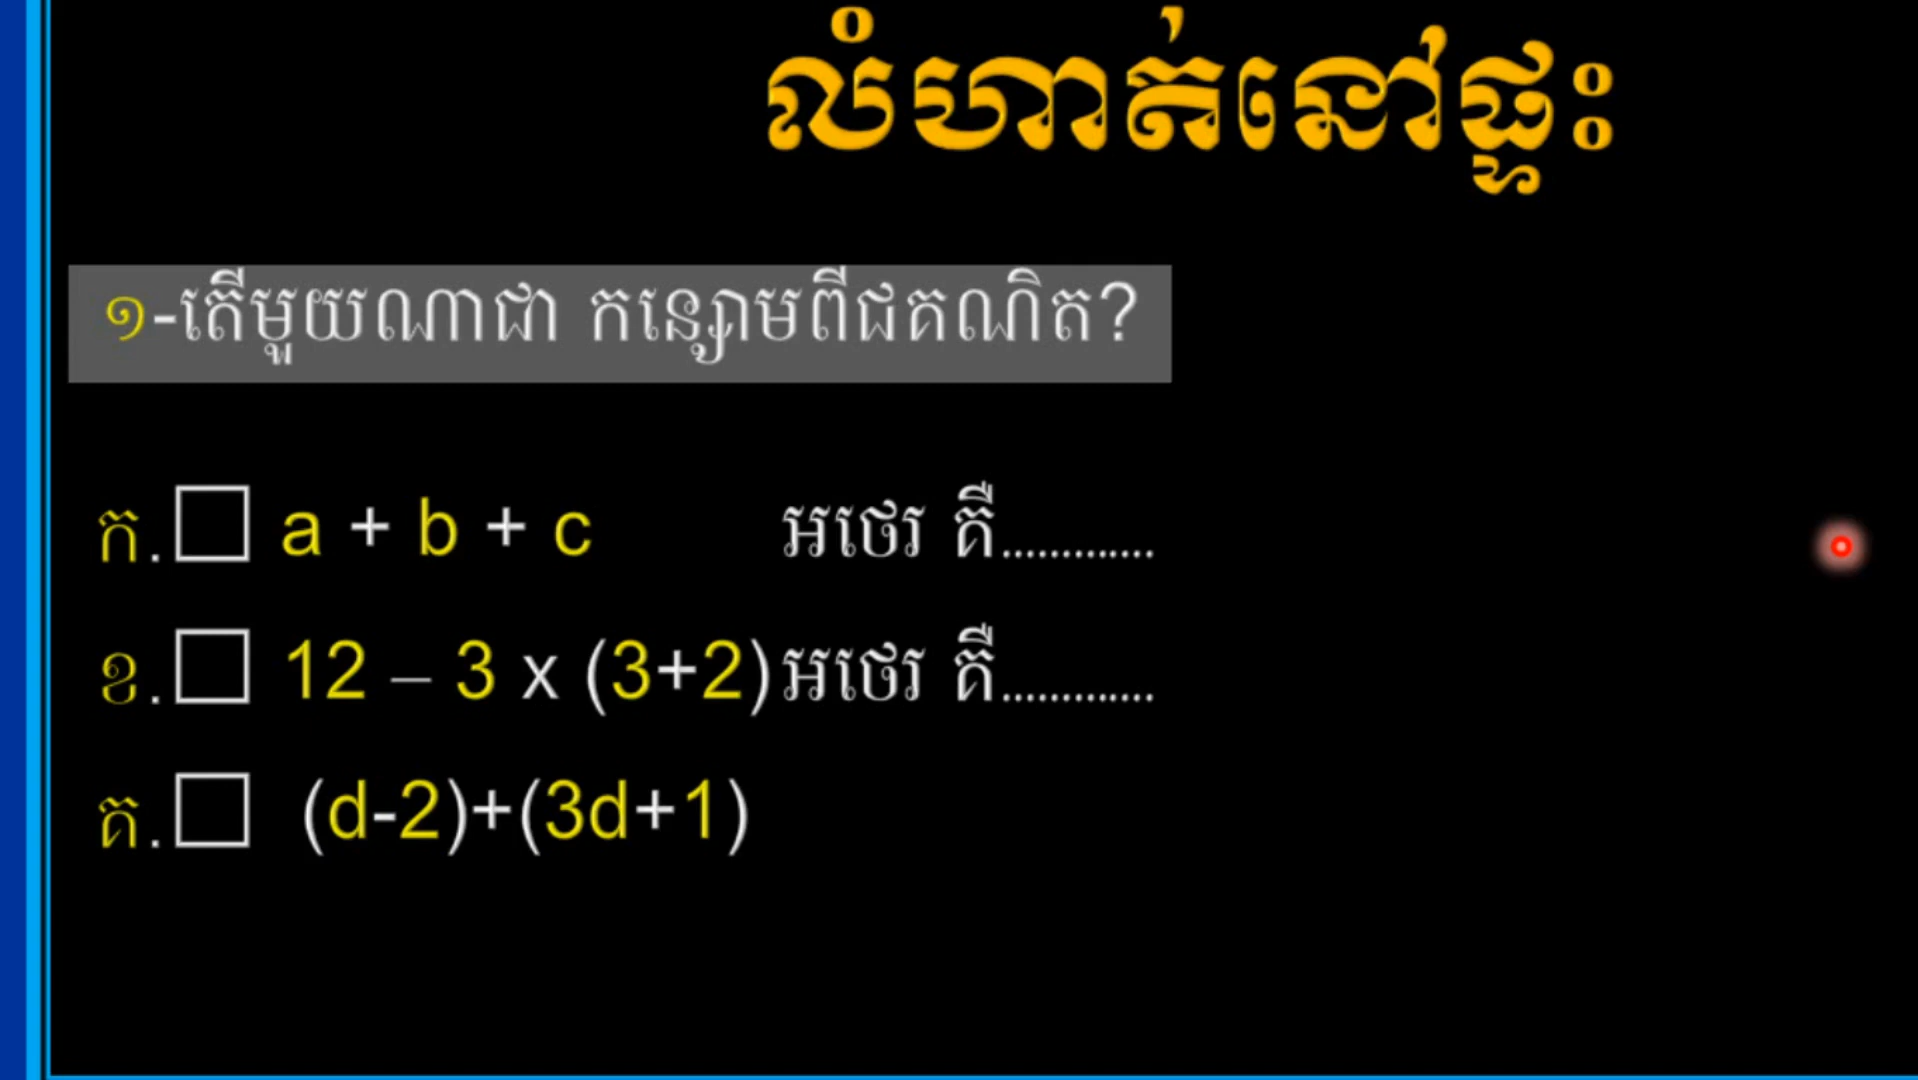 លំហាត់នៅផ្ទះ
១-តើមួយណាជា កន្សោមពីជគណិត?
ក.☐ a + b + c អថេរ គឺ.............
ខ.☐ 12 – 3 x (3+2) អថេរ គឺ.............
គ.☐ (d-2)+(3d+1)